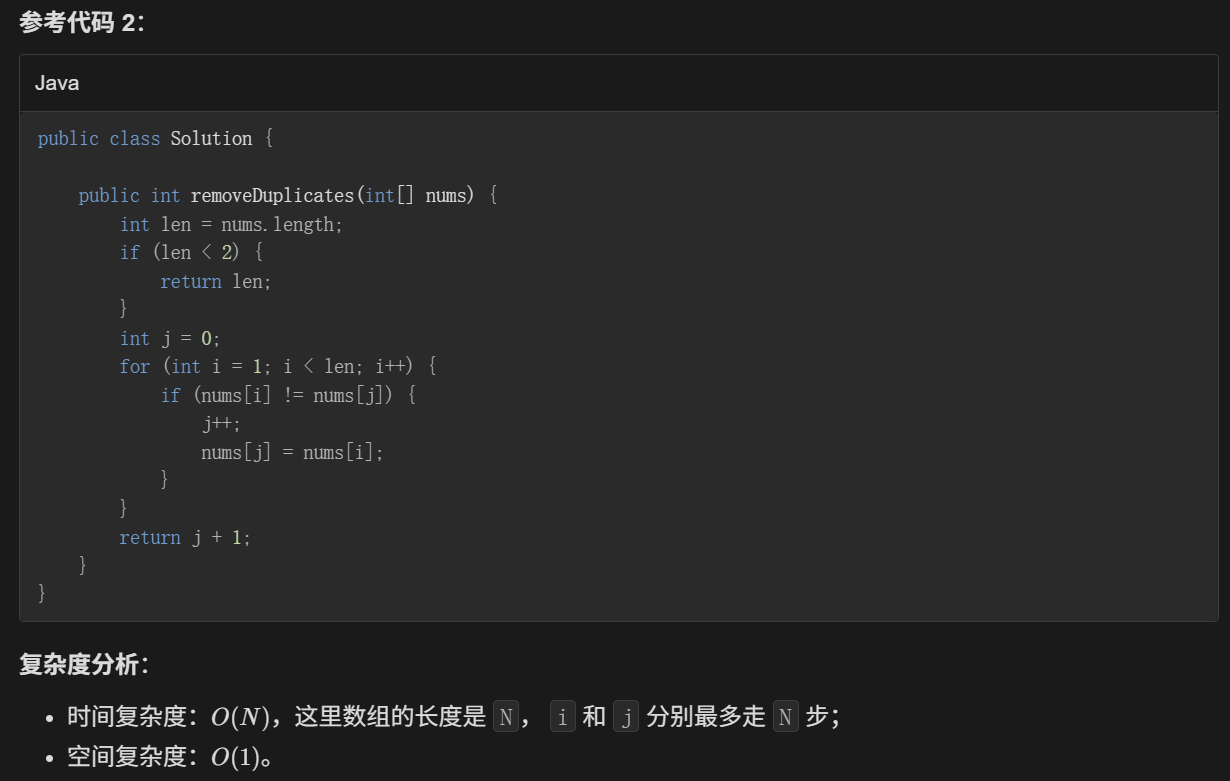 参考代码 2：
Java
public class Solution {
    public int removeDuplicates(int[] nums) {
        int len = nums.length;
        if (len < 2) {
            return len;
        }
        int j = 0;
        for (int i = 1; i < len; i++) {
            if (nums[i] != nums[j]) {
                j++;
                nums[j] = nums[i];
            }
        }
        return j + 1;
    }
}
复杂度分析：
• 时间复杂度：O(N)，这里数组的长度是 N， i 和 j 分别最多走 N 步；
• 空间复杂度：O(1)。